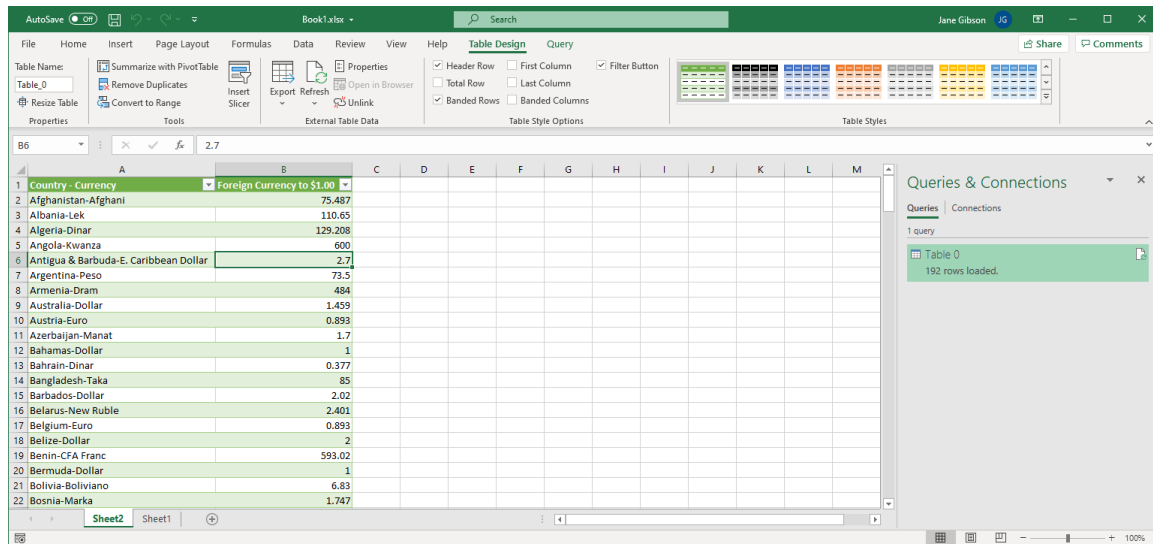 AutoSave Off Book1.xlsx Search Jane Gibson JG
File Home Insert Page Layout Formulas Data Review View Help Table Design Query Share Comments
Table Name:
Table_0
Resize Table
Properties
Summarize with PivotTable
Remove Duplicates
Convert to Range
Insert Slicer
Tools
Export Refresh
Properties
Open in Browser
Unlink
External Table Data
Header Row First Column Filter Button
Total Row Last Column
Banded Rows Banded Columns
Table Style Options
Table Styles
B6 fx 2.7
A B C D E F G H I J K L M
1 Country - Currency Foreign Currency to $1.00
2 Afghanistan-Afghani 75.487
3 Albania-Lek 110.65
4 Algeria-Dinar 129.208
5 Angola-Kwanza 600
6 Antigua & Barbuda-E. Caribbean Dollar 2.7
7 Argentina-Peso 73.5
8 Armenia-Dram 484
9 Australia-Dollar 1.459
10 Austria-Euro 0.893
11 Azerbaijan-Manat 1.7
12 Bahamas-Dollar 1
13 Bahrain-Dinar 0.377
14 Bangladesh-Taka 85
15 Barbados-Dollar 2.02
16 Belarus-New Ruble 2.401
17 Belgium-Euro 0.893
18 Belize-Dollar 2
19 Benin-CFA Franc 593.02
20 Bermuda-Dollar 1
21 Bolivia-Boliviano 6.83
22 Bosnia-Marka 1.747
Queries & Connections
Queries Connections
1 query
Table 0
192 rows loaded.
Sheet2 Sheet1
100%